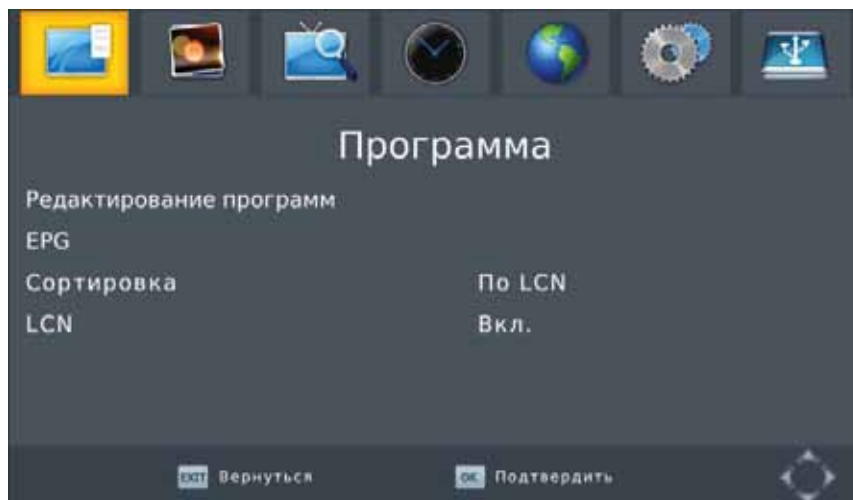 Программа
Редактирование программ
EPG
Сортировка По LCN
LCN Вкл.
EXIT Вернуться OK Подтвердить